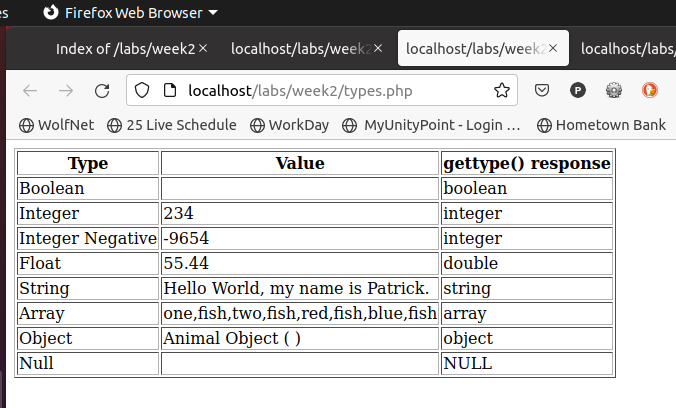 es Firefox Web Browser
Index of /labs/week2 × localhost/labs/week2 × localhost/labs/week2 × localhost/labs/
localhost/labs/week2/types.php P
WolfNet 25 Live Schedule WorkDay MyUnityPoint - Login … Hometown Bank
Type Value gettype() response
Boolean boolean
Integer 234 integer
Integer Negative -9654 integer
Float 55.44 double
String Hello World, my name is Patrick. string
Array one,fish,two,fish,red,fish,blue,fish array
Object Animal Object ( ) object
Null NULL